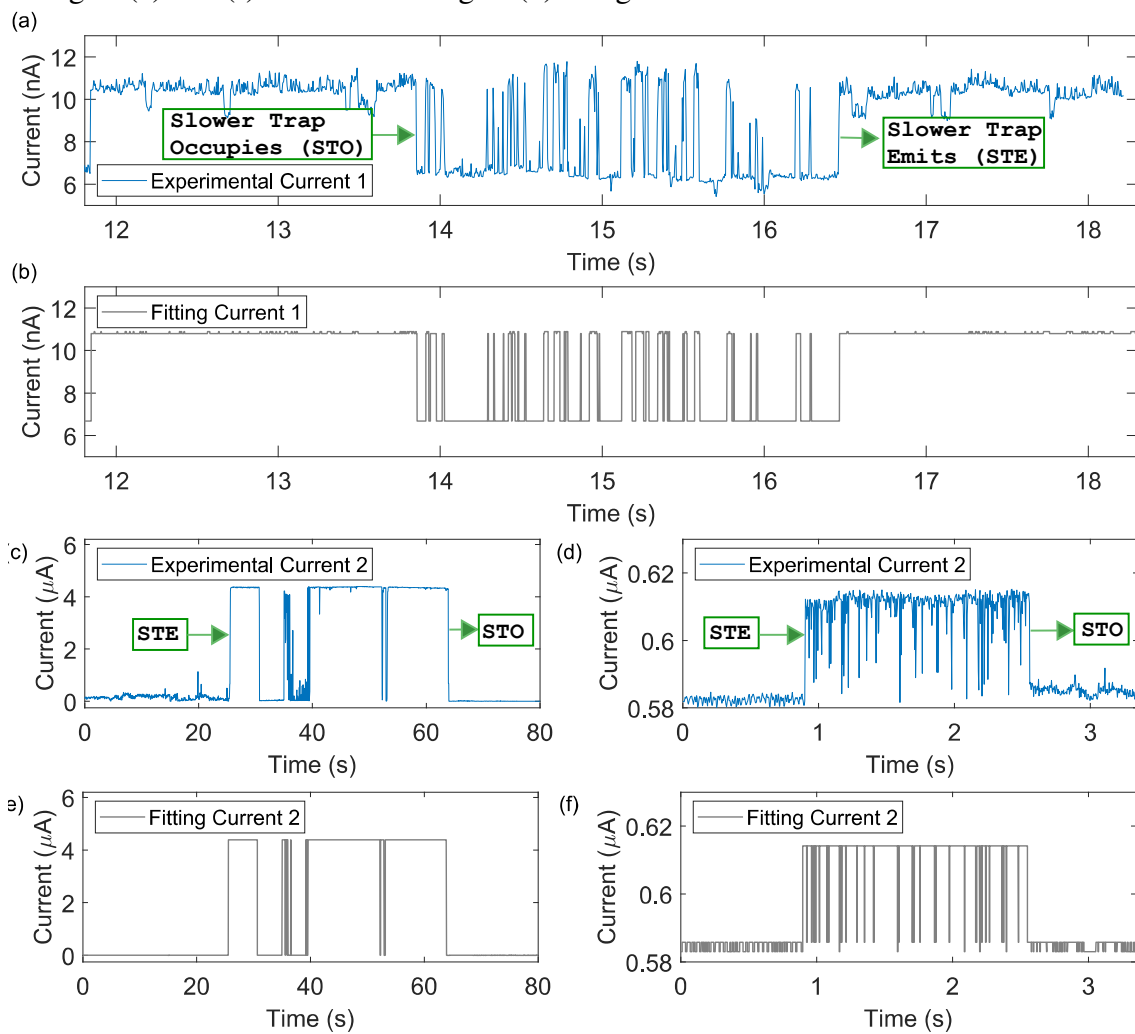 (a)
12
10
8
6
Current (nA)
Slower Trap
Occupies (STO)
Slower Trap
Emits (STE)
Experimental Current 1
12 13 14 15 16 17 18
Time (s)
(b)
12
10
8
6
Current (nA)
Fitting Current 1
12 13 14 15 16 17 18
Time (s)
(c)
6
4
2
0
Current (μA)
Experimental Current 2
STE
STO
0 20 40 60 80
Time (s)
(d)
0.62
0.6
0.58
Current (μA)
Experimental Current 2
STE
STO
0 1 2 3
Time (s)
e)
6
4
2
0
Current (μA)
Fitting Current 2
0 20 40 60 80
Time (s)
(f)
0.62
0.6
0.58
Current (μA)
Fitting Current 2
0 1 2 3
Time (s)